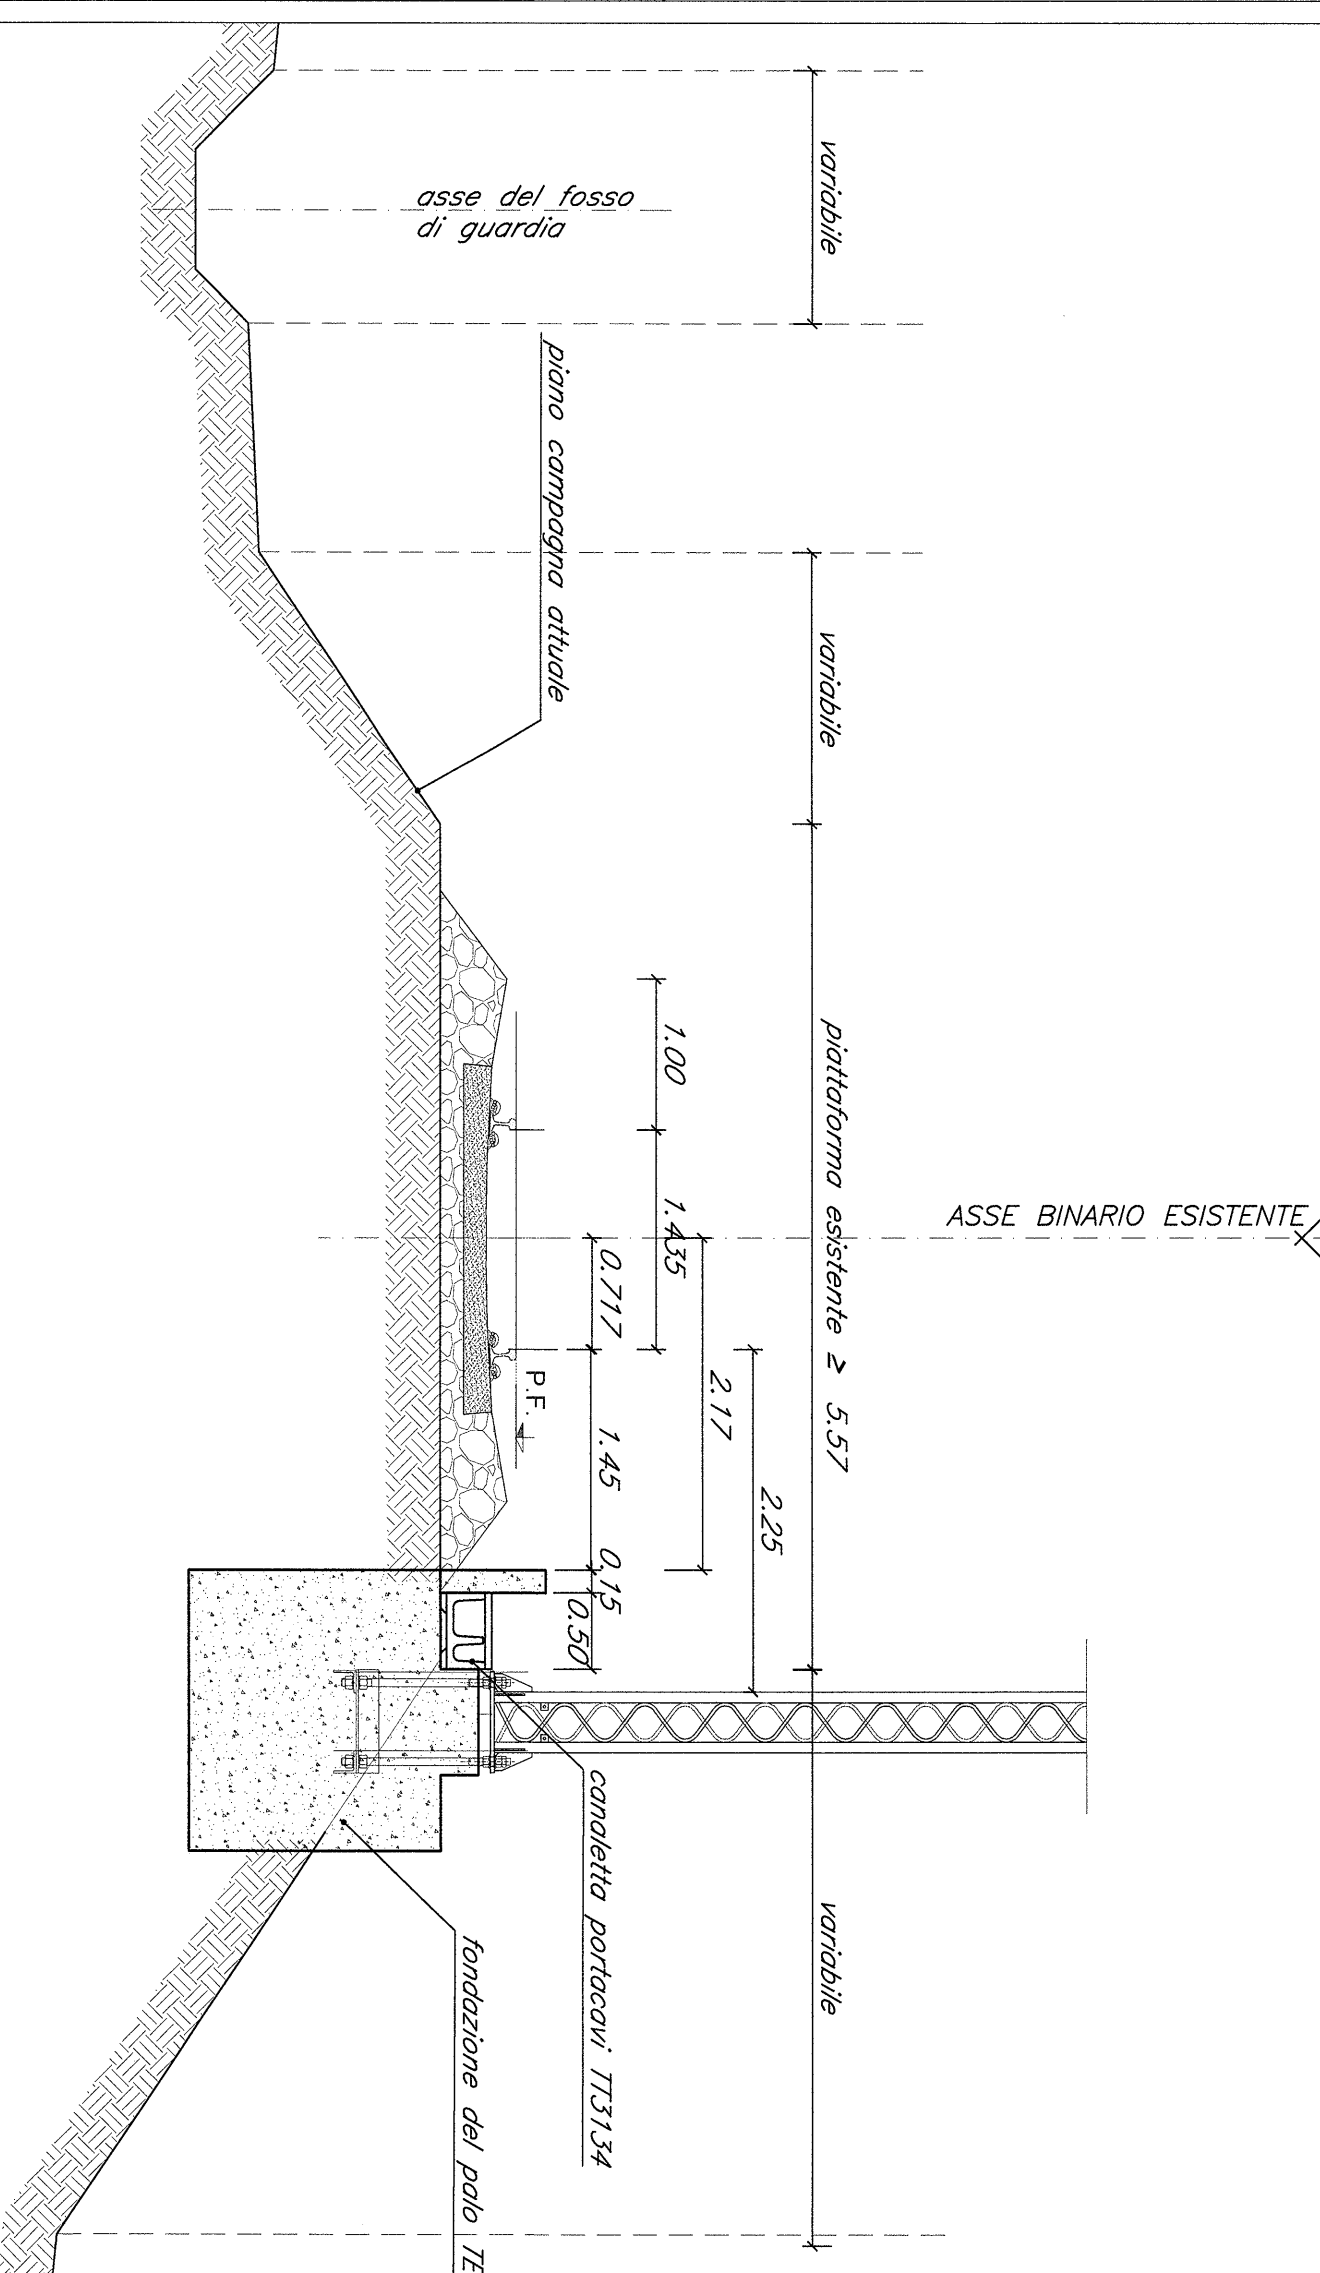 variabile
asse del fosso
di guardia
piano campagna attuale
variabile
piattaforma esistente ≥ 5.57
1.00
1.435
ASSE BINARIO ESISTENTE
0.717
2.17
P.F.
1.45
2.25
0.15
0.50
canaletta portacavi TT3134
variabile
fondazione del palo TE